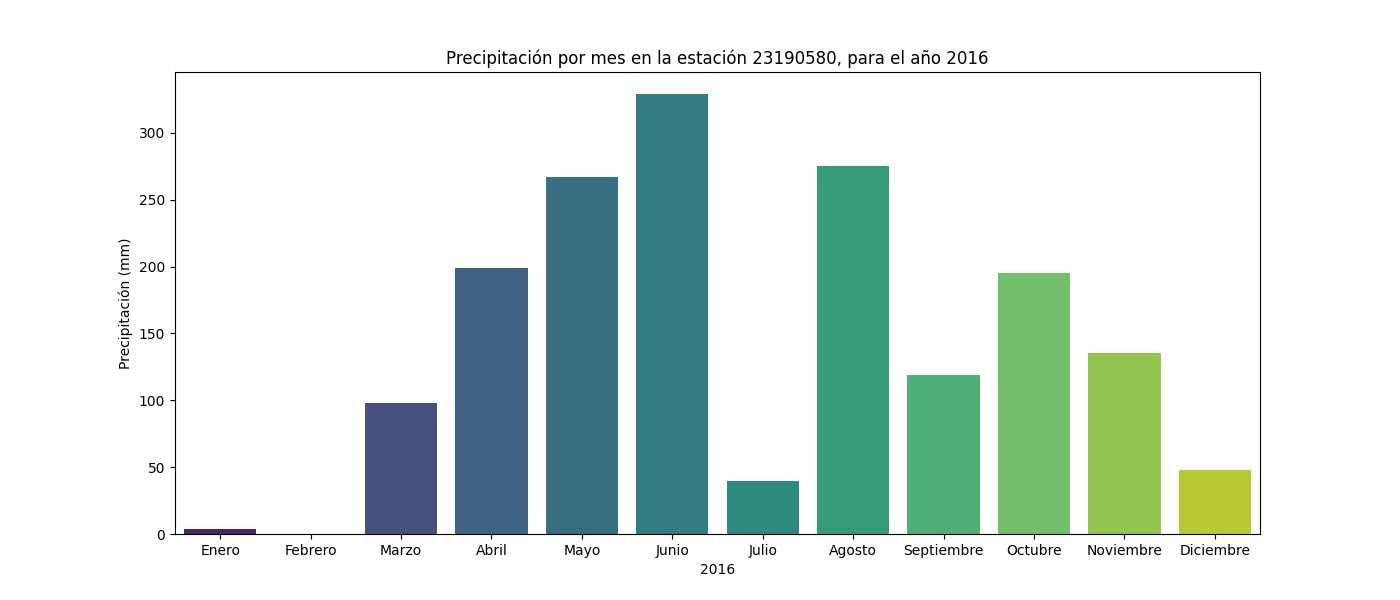 Precipitación por mes en la estación 23190580, para el año 2016
Precipitación (mm)
300
250
200
150
100
50
0
Enero Febrero Marzo Abril Mayo Junio Julio Agosto Septiembre Octubre Noviembre Diciembre
2016